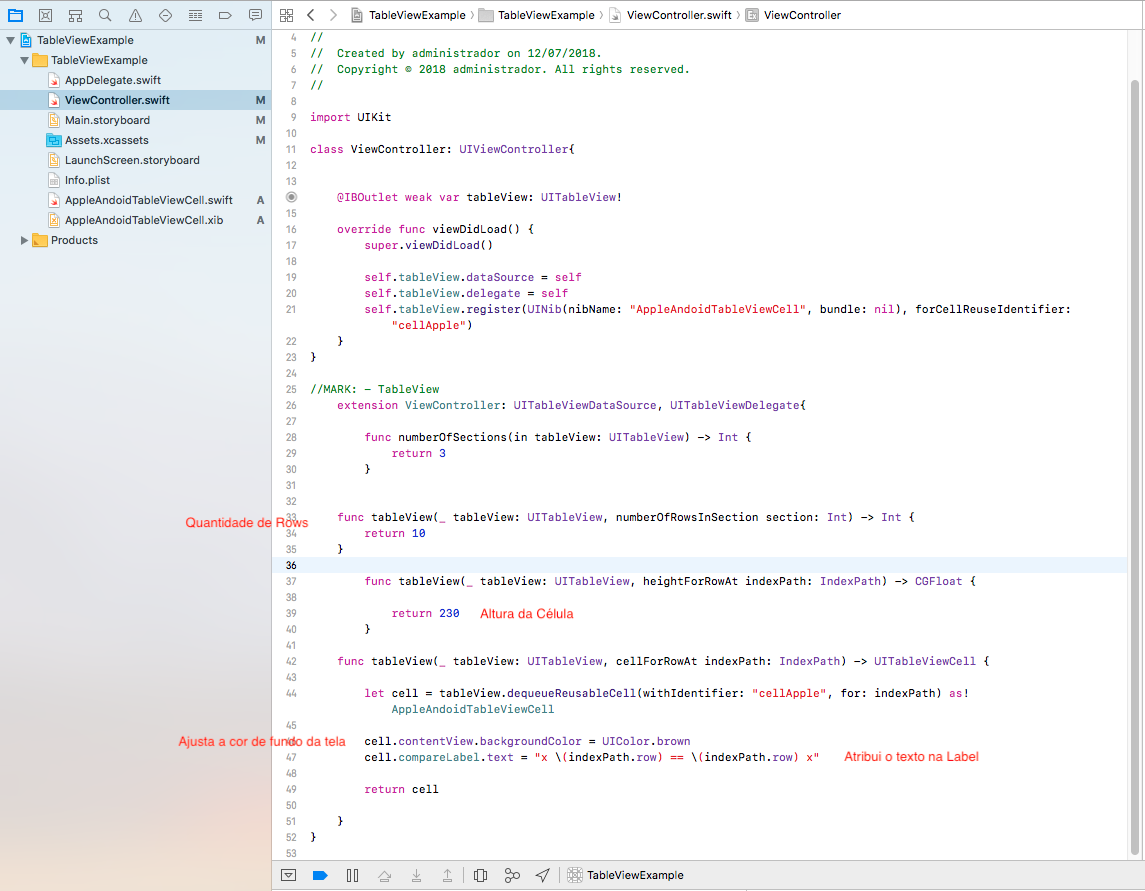 TableViewExample
TableViewExample
ViewController.swift
ViewController
TableViewExample M
TableViewExample
AppDelegate.swift
ViewController.swift M
Main.storyboard M
Assets.xcassets M
LaunchScreen.storyboard
Info.plist
AppleAndoidTableViewCell.swift A
AppleAndoidTableViewCell.xib A
Products
4 //
5 //  Created by administrador on 12/07/2018.
6 //  Copyright © 2018 administrador. All rights reserved.
7 //
8
9 import UIKit
10
11 class ViewController: UIViewController{
12
13
@IBOutlet weak var tableView: UITableView!
15
16 override func viewDidLoad() {
17 super.viewDidLoad()
18
19 self.tableView.dataSource = self
20 self.tableView.delegate = self
21 self.tableView.register(UINib(nibName: "AppleAndoidTableViewCell", bundle: nil), forCellReuseIdentifier:
"cellApple")
22 }
23 }
24
25 //MARK: - TableView
26 extension ViewController: UITableViewDataSource, UITableViewDelegate{
27
28 func numberOfSections(in tableView: UITableView) -> Int {
29 return 3
30 }
31
32
33 func tableView(_ tableView: UITableView, numberOfRowsInSection section: Int) -> Int {
Quantidade de Rows
34 return 10
35 }
36
37 func tableView(_ tableView: UITableView, heightForRowAt indexPath: IndexPath) -> CGFloat {
38
39 return 230 Altura da Célula
40 }
41
42 func tableView(_ tableView: UITableView, cellForRowAt indexPath: IndexPath) -> UITableViewCell {
43
44 let cell = tableView.dequeueReusableCell(withIdentifier: "cellApple", for: indexPath) as!
AppleAndoidTableViewCell
45
Ajusta a cor de fundo da tela cell.contentView.backgroundColor = UIColor.brown
47 cell.compareLabel.text = "x \(indexPath.row) == \(indexPath.row) x" Atribui o texto na Label
48
49 return cell
50
51 }
52 }
53
TableViewExample